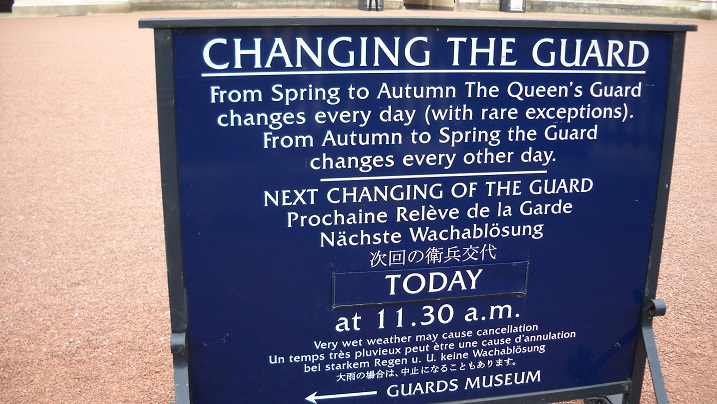 CHANGING THE GUARD
From Spring to Autumn The Queen's Guard
changes every day (with rare exceptions).
From Autumn to Spring the Guard
changes every other day.
NEXT CHANGING OF THE GUARD
Prochaine Relève de la Garde
Nächste Wachablösung
次回の衛兵交代
TODAY
at 11.30 a.m.
Very wet weather may cause cancellation
Un temps très pluvieux peut être une cause d'annulation
bei starkem Regen u. U. keine Wachablösung
大雨の場合は、中止になることもあります。
GUARDS MUSEUM